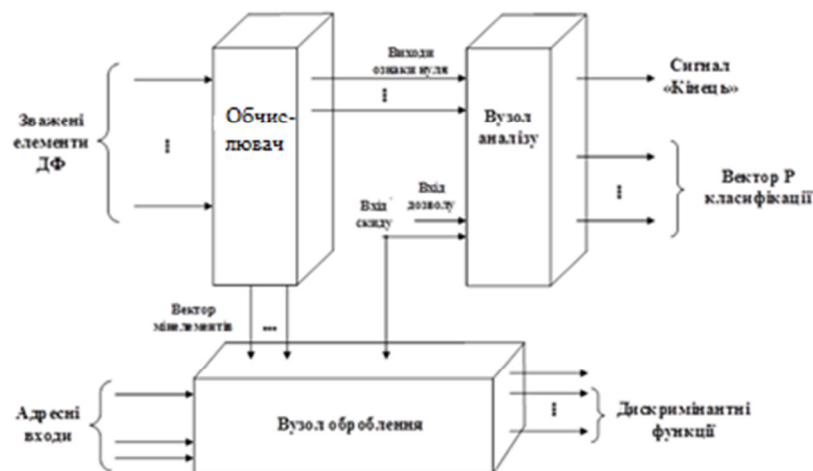 Зважені
елементи
ДФ
Обчис-
лювач
Виходи
ознаки нуля
Вузол
аналізу
Сигнал
«Кінець»
Вектор Р
класифікації
Вхід
дозволу
Вхід
скиду
Вектор
мінелементів
...
Адресні
входи
Вузол оброблення
Дискримінантні
функції